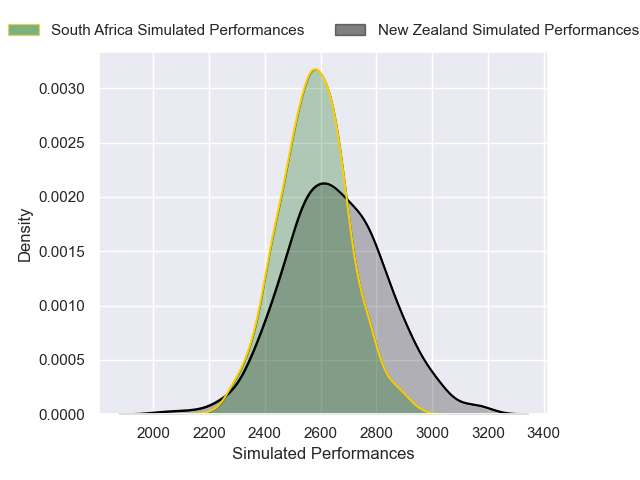 South Africa Simulated Performances
New Zealand Simulated Performances
0.0030
0.0025
0.0020
0.0015
0.0010
0.0005
0.0000
Density
2000 2200 2400 2600 2800 3000 3200 3400
Simulated Performances